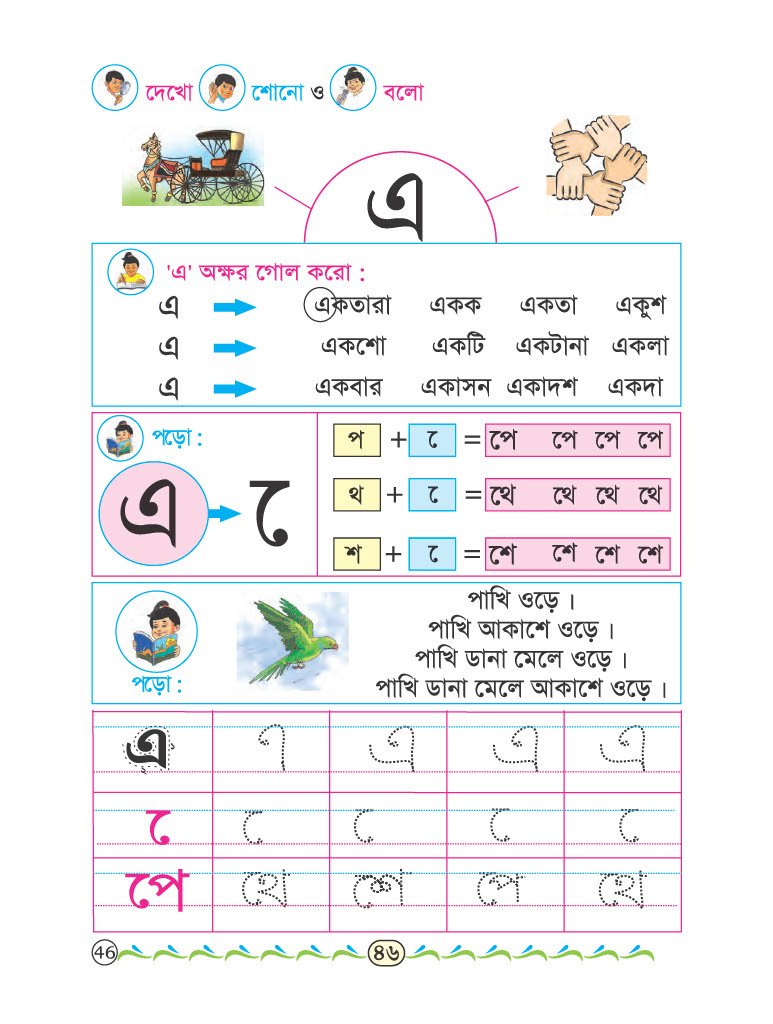 দেখো শোনো ও বলো
এ
'এ' অক্ষর গোল করো :
এ একতারা একক একতা একুশ
এ একশো একটি একটানা একলা
এ একবার একাসন একাদশ একদা
পড়ো :
এ ে
প + ে = পে পে পে পে
থ + ে = থে থে থে থে
শ + ে = শে শে শে শে
পাখি ওড়ে ।
পাখি আকাশে ওড়ে ।
পাখি ডানা মেলে ওড়ে ।
পাখি ডানা মেলে আকাশে ওড়ে ।
পড়ো :
এ এ এ এ
ে ে ে ে ে
পে থে শে পে থে
46 ৪৬